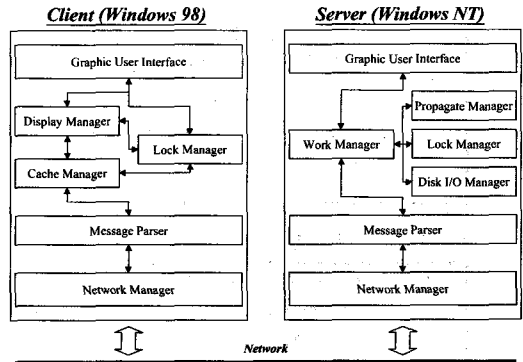 Client (Windows 98)
Graphic User Interface
Display Manager
Lock Manager
Cache Manager
Message Parser
Network Manager
Server (Windows NT)
Graphic User Interface
Propagate Manager
Work Manager
Lock Manager
Disk I/O Manager
Message Parser
Network Manager
Network